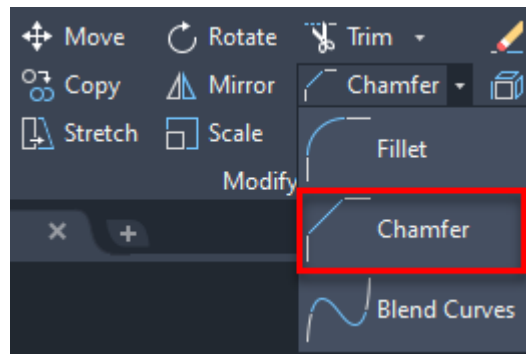 Move Rotate Trim
Copy Mirror Chamfer
Stretch Scale
Fillet
Modify
Chamfer
Blend Curves